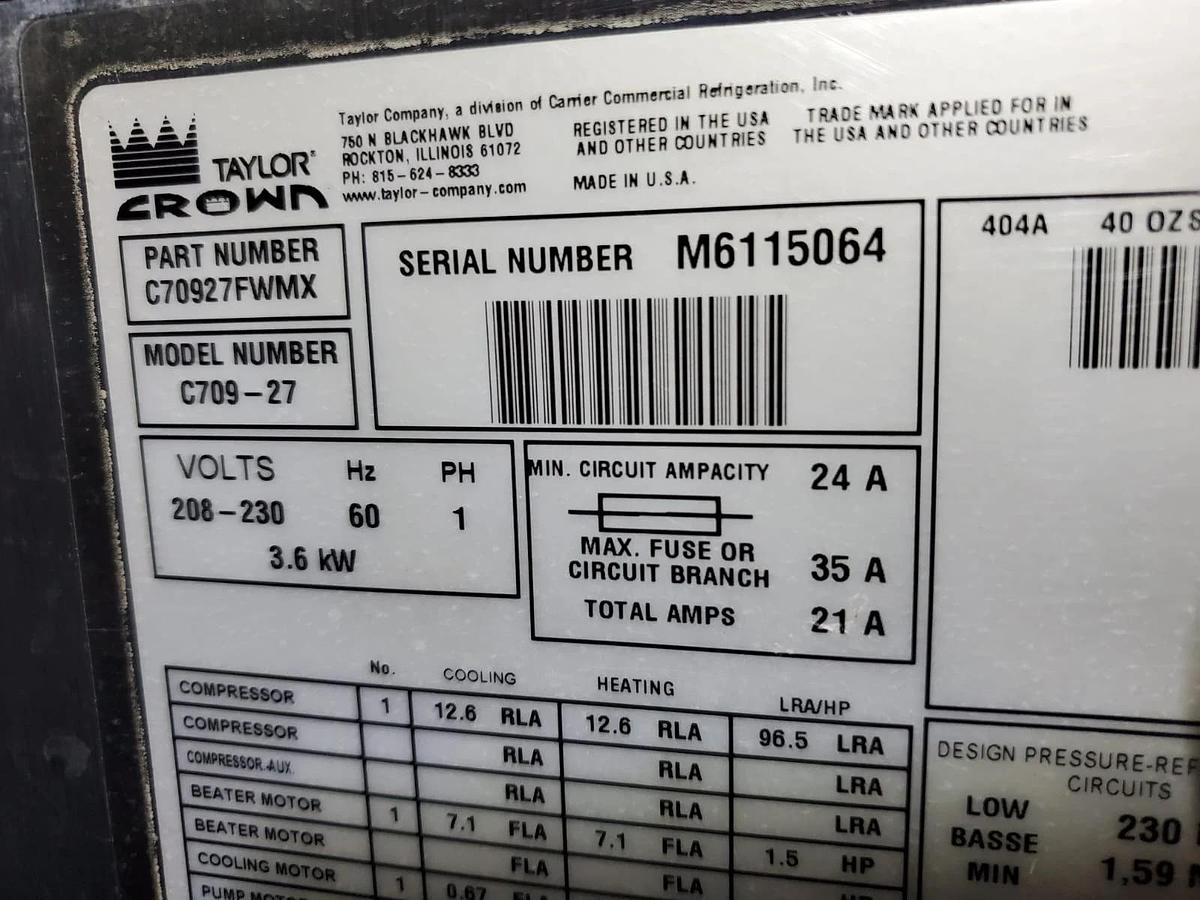 Taylor Company, a division of Carrier Commercial Refrigeration, Inc.
750 N BLACKHAWK BLVD
ROCKTON, ILLINOIS 61072
PH: 815-624-8333
www.taylor-company.com
REGISTERED IN THE USA
AND OTHER COUNTRIES
TRADE MARK APPLIED FOR IN
THE USA AND OTHER COUNTRIES
MADE IN U.S.A.
TAYLOR®
CROWN
PART NUMBER
C70927FWMX
MODEL NUMBER
C709-27
SERIAL NUMBER M6115064
404A 40 OZS
VOLTS Hz PH
208-230 60 1
3.6 kW
MIN. CIRCUIT AMPACITY 24 A
MAX. FUSE OR
CIRCUIT BRANCH 35 A
TOTAL AMPS 21 A
No. COOLING HEATING LRA/HP
COMPRESSOR 1 12.6 RLA 12.6 RLA 96.5 LRA
COMPRESSOR RLA RLA LRA
COMPRESSOR-AUX. RLA RLA LRA
BEATER MOTOR 1 7.1 FLA 7.1 FLA 1.5 HP
BEATER MOTOR FLA FLA HP
COOLING MOTOR 1 0.67
PUMP
DESIGN PRESSURE-REF
CIRCUITS
LOW
BASSE 230
MIN 1,59